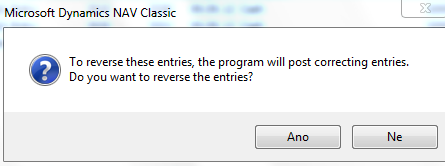 Microsoft Dynamics NAV Classic
To reverse these entries, the program will post correcting entries.
Do you want to reverse the entries?
Ano
Ne